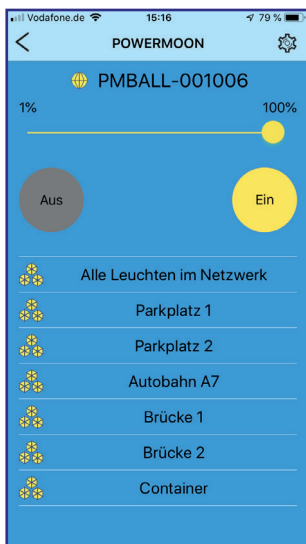 Vodafone.de 15:16 79 %
POWERMOON
PMBALL-001006
1% 100%
Aus Ein
Alle Leuchten im Netzwerk
Parkplatz 1
Parkplatz 2
Autobahn A7
Brücke 1
Brücke 2
Container